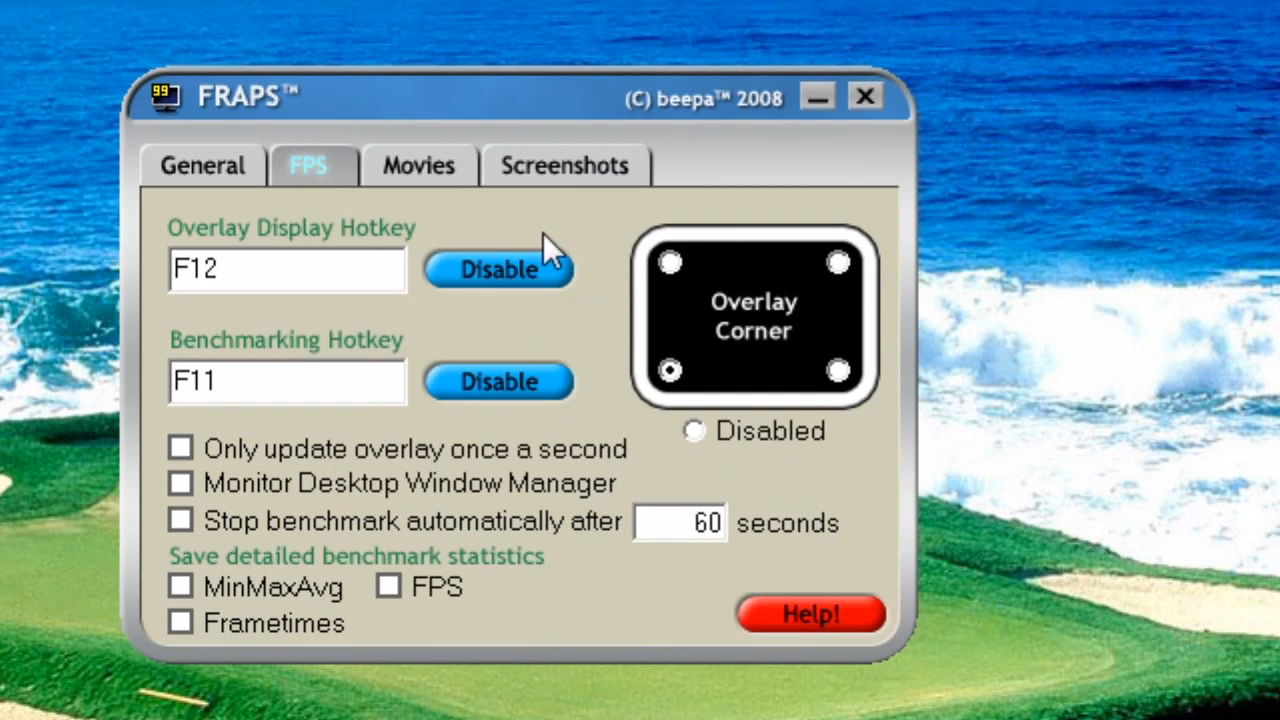 99
FRAPS™
(C) beepa™ 2008
General
FPS
Movies
Screenshots
Overlay Display Hotkey
F12
Disable
Overlay
Corner
Benchmarking Hotkey
F11
Disable
Disabled
Only update overlay once a second
Monitor Desktop Window Manager
Stop benchmark automatically after 60 seconds
Save detailed benchmark statistics
MinMaxAvg
FPS
Frametimes
Help!